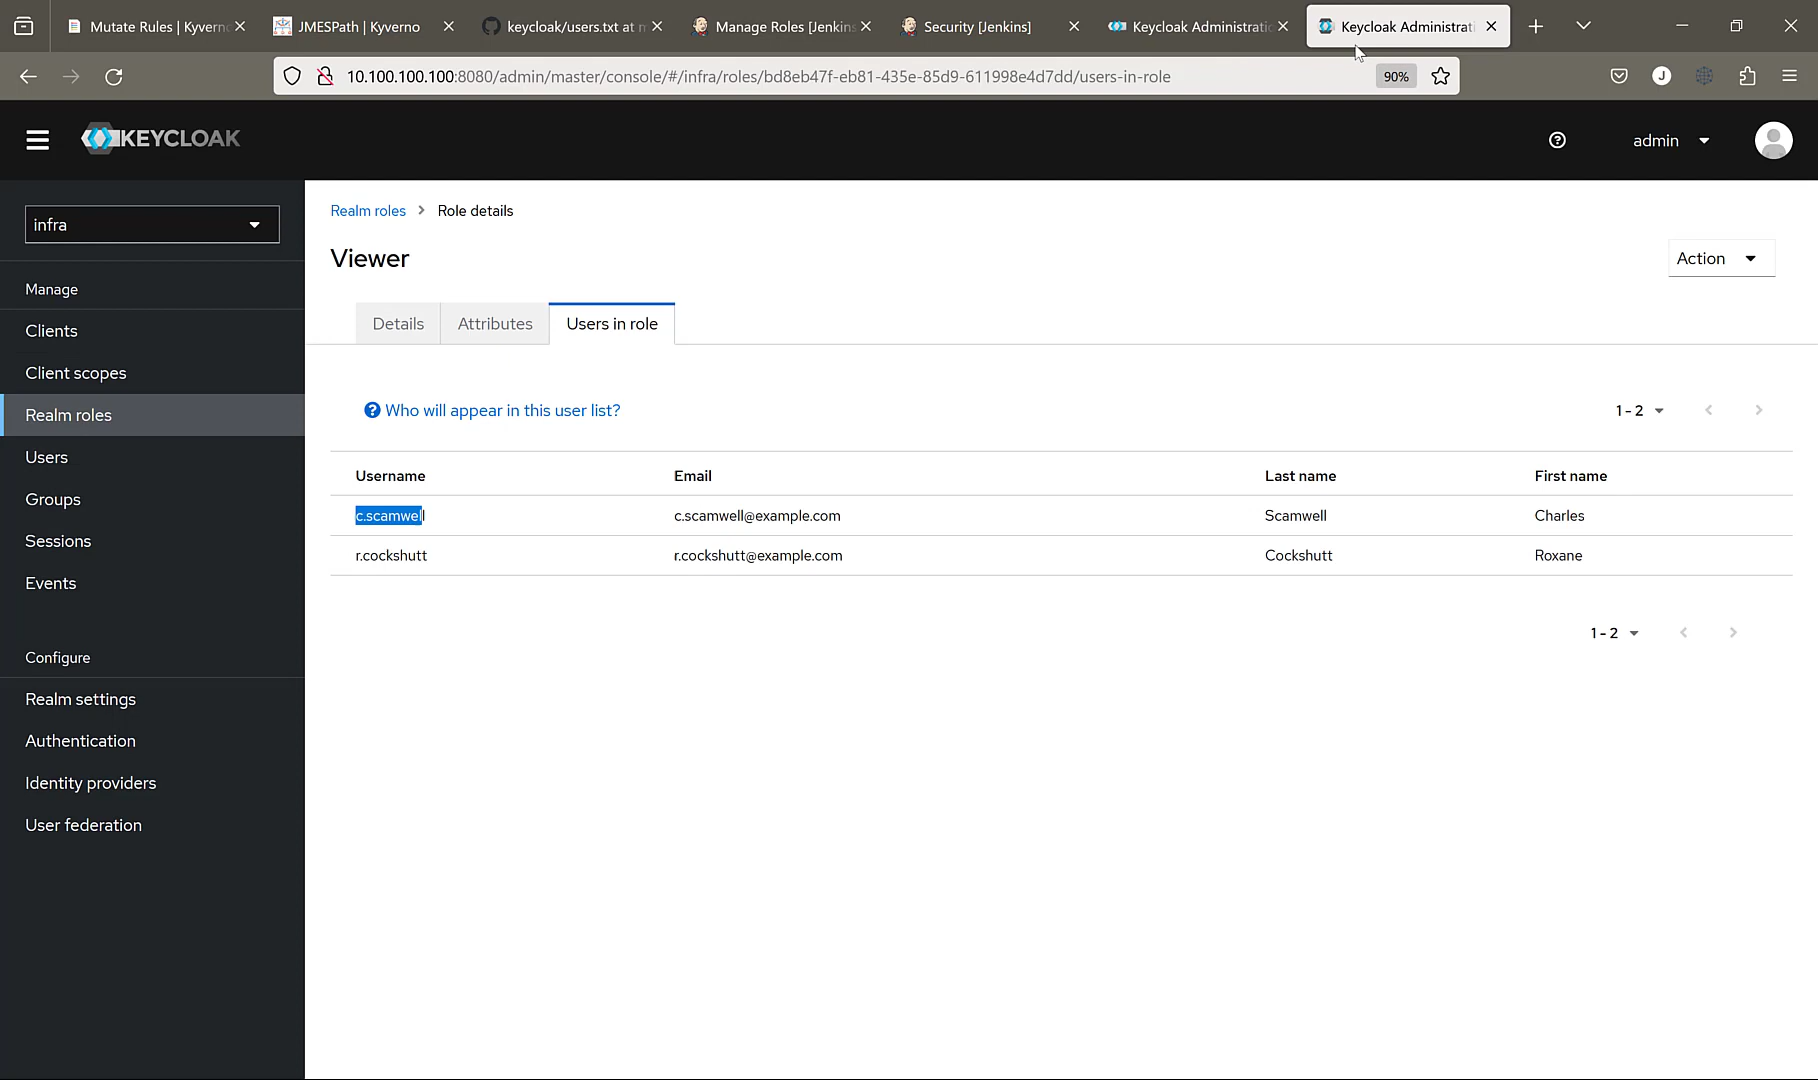 Mutate Rules | Kyverno
JMESPath | Kyverno
keycloak/users.txt at m
Manage Roles [Jenkins
Security [Jenkins]
Keycloak Administratio
Keycloak Administrati
10.100.100.100:8080/admin/master/console/#/infra/roles/bd8eb47f-eb81-435e-85d9-611998e4d7dd/users-in-role
90%
J
KEYCLOAK
admin
infra
Manage
Clients
Client scopes
Realm roles
Users
Groups
Sessions
Events
Configure
Realm settings
Authentication
Identity providers
User federation
Realm roles > Role details
Viewer
Action
Details Attributes Users in role
Who will appear in this user list?
1 - 2
Username Email Last name First name
c.scamwell c.scamwell@example.com Scamwell Charles
r.cockshutt r.cockshutt@example.com Cockshutt Roxane
1 - 2